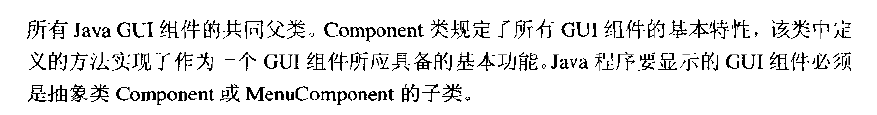 所有 Java GUI 组件的共同父类。Component 类规定了所有 GUI 组件的基本特性，该类中定
义的方法实现了作为一个 GUI 组件所应具备的基本功能。Java 程序要显示的 GUI 组件必须
是抽象类 Component 或 MenuComponent 的子类。